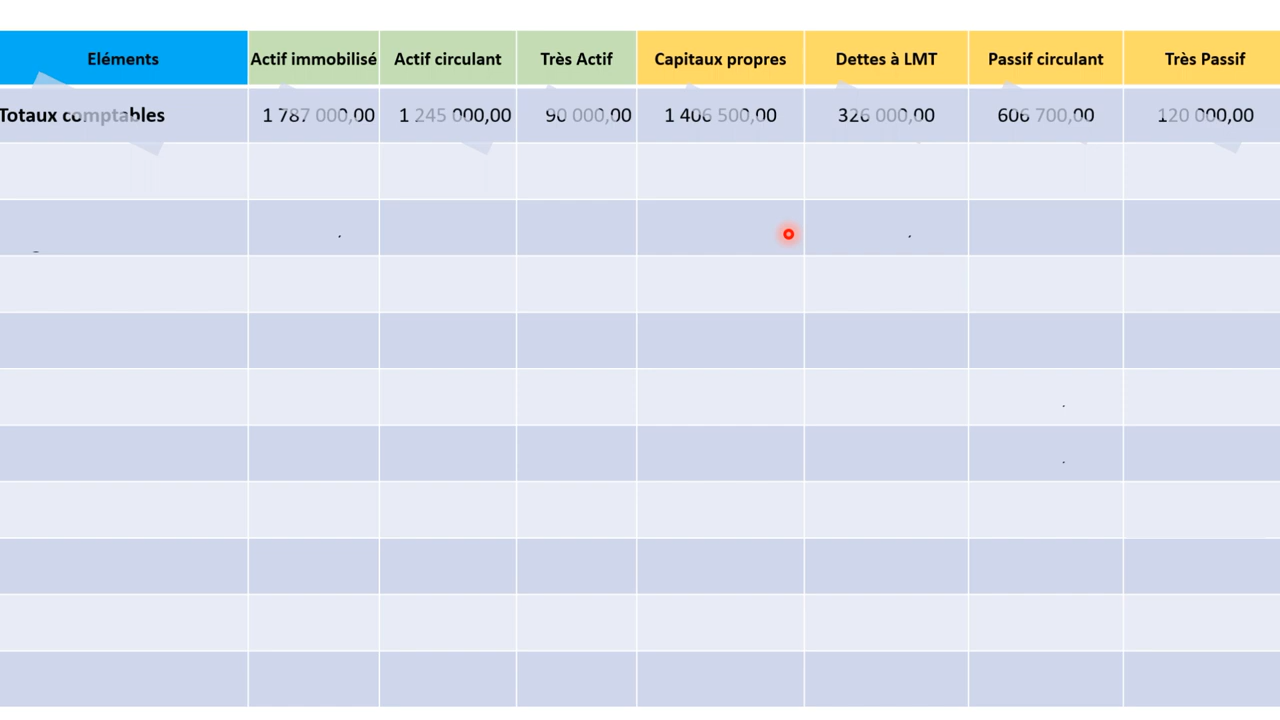 Eléments Actif immobilisé Actif circulant Très Actif Capitaux propres Dettes à LMT Passif circulant Très Passif
Totaux comptables 1 787 000,00 1 245 000,00 90 000,00 1 406 500,00 326 000,00 606 700,00 120 000,00